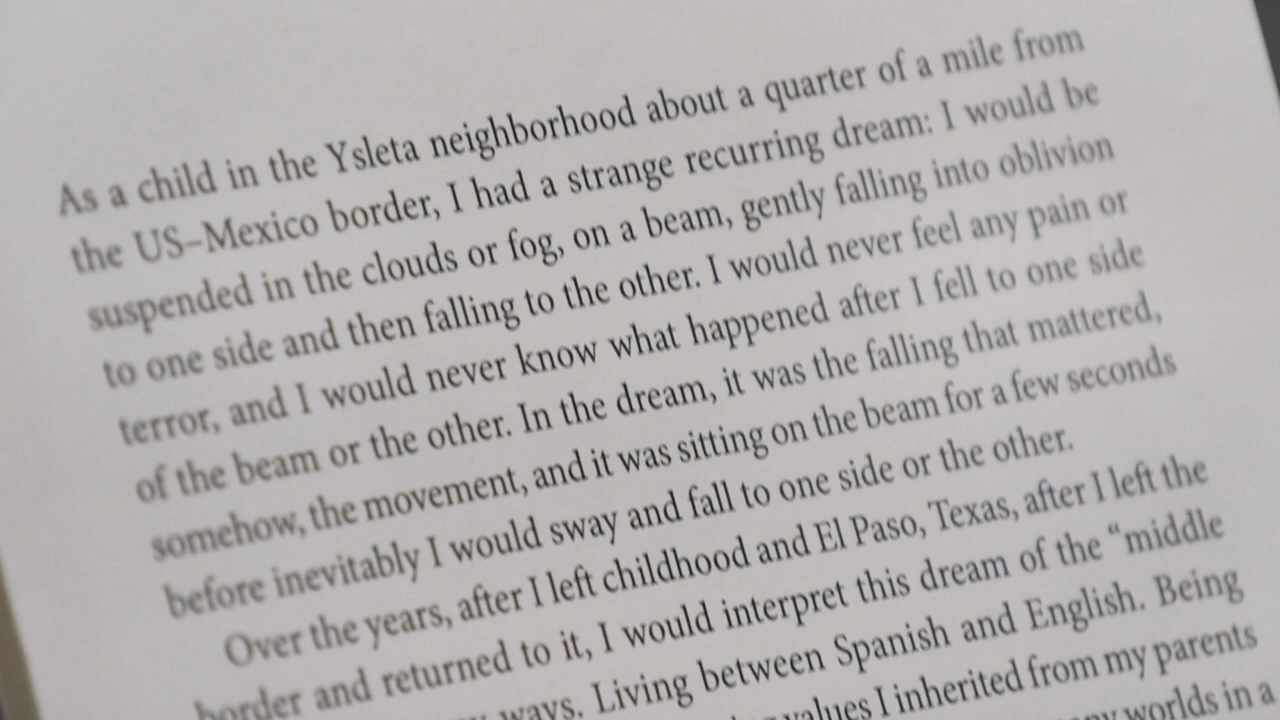 As a child in the Ysleta neighborhood about a quarter of a mile from
the US–Mexico border, I had a strange recurring dream: I would be
suspended in the clouds or fog, on a beam, gently falling into oblivion
to one side and then falling to the other. I would never feel any pain or
terror, and I would never know what happened after I fell to one side
of the beam or the other. In the dream, it was the falling that mattered,
somehow, the movement, and it was sitting on the beam for a few seconds
before inevitably I would sway and fall to one side or the other.
Over the years, after I left childhood and El Paso, Texas, after I left the
border and returned to it, I would interpret this dream of the “middle
ways. Living between Spanish and English. Being
values I inherited from my parents
worlds in a